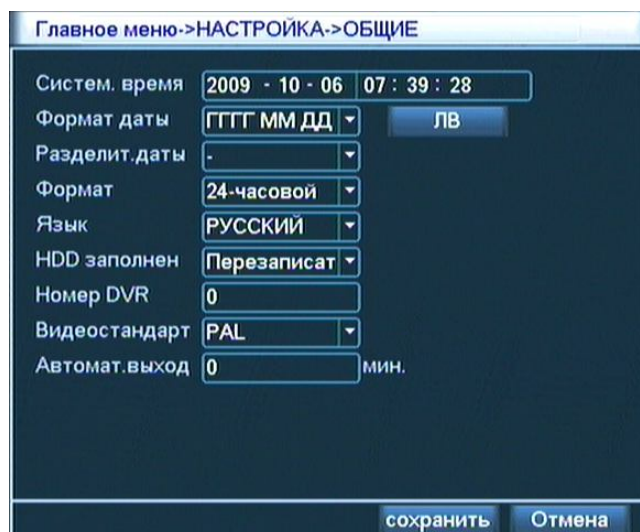 Главное меню->НАСТРОЙКА->ОБЩИЕ
Систем. время 2009 - 10 - 06 07 : 39 : 28
Формат даты ГГГГ ММ ДД ЛВ
Разделит.даты -
Формат 24-часовой
Язык РУССКИЙ
HDD заполнен Перезаписат
Номер DVR 0
Видеостандарт PAL
Автомат.выход 0 мин.
сохранить Отмена